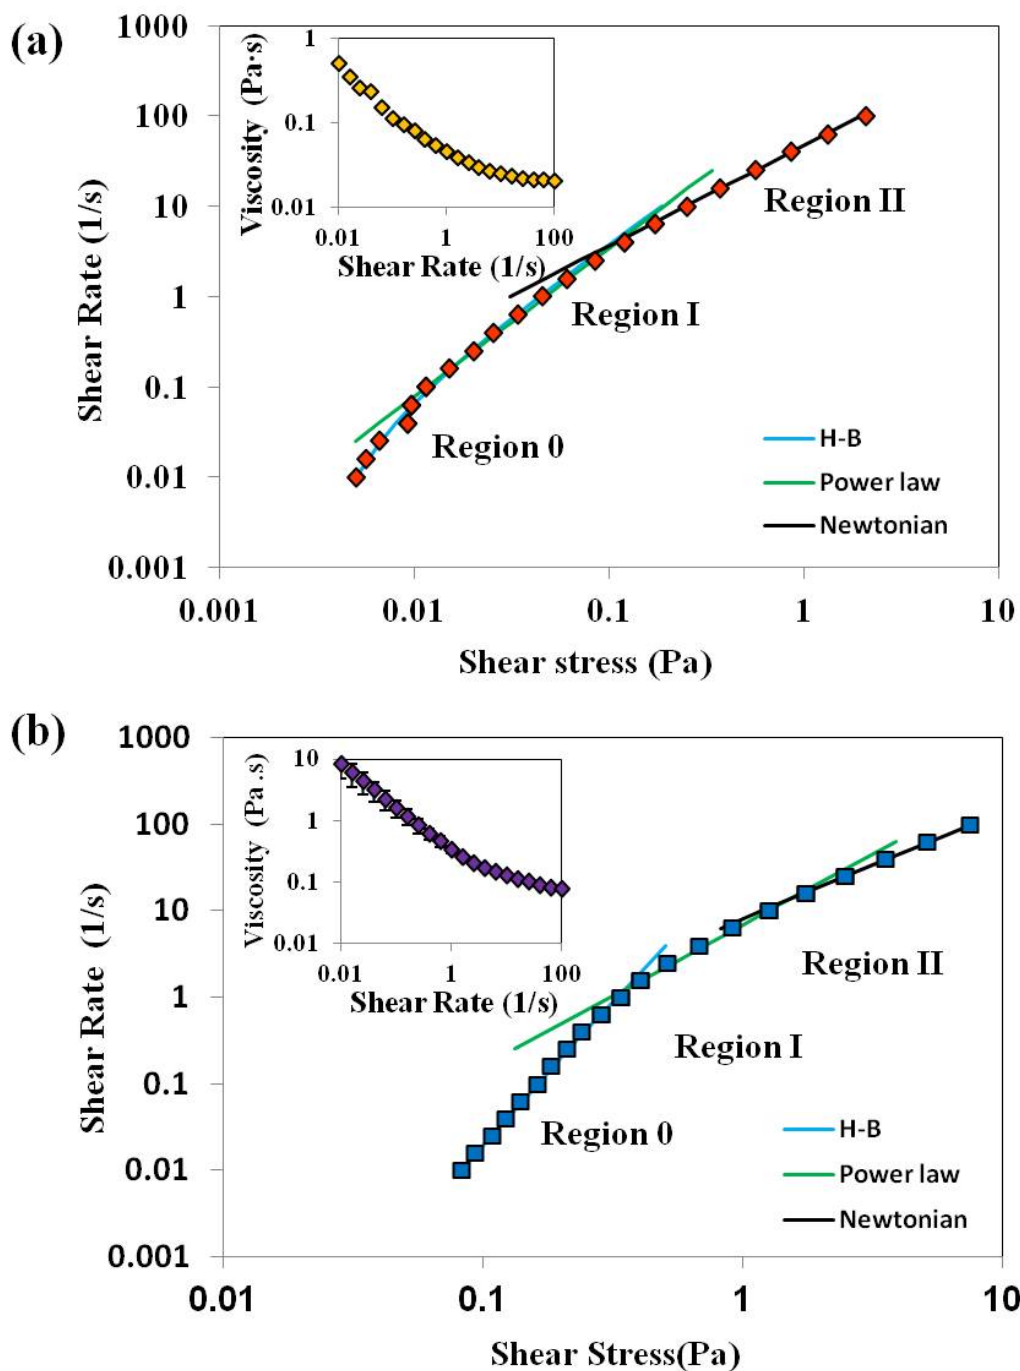 (a)
1000
100
10
1
0.1
0.01
0.001
Shear Rate (1/s)
0.001 0.01 0.1 1 10
Shear stress (Pa)
1
0.1
0.01
Viscosity (Pa·s)
0.01 1 100
Shear Rate (1/s)
Region II
Region I
Region 0
H-B
Power law
Newtonian
(b)
1000
100
10
1
0.1
0.01
0.001
Shear Rate (1/s)
0.01 0.1 1 10
Shear Stress(Pa)
10
1
0.1
0.01
Viscosity (Pa .s)
0.01 1 100
Shear Rate (1/s)
Region II
Region I
Region 0
H-B
Power law
Newtonian